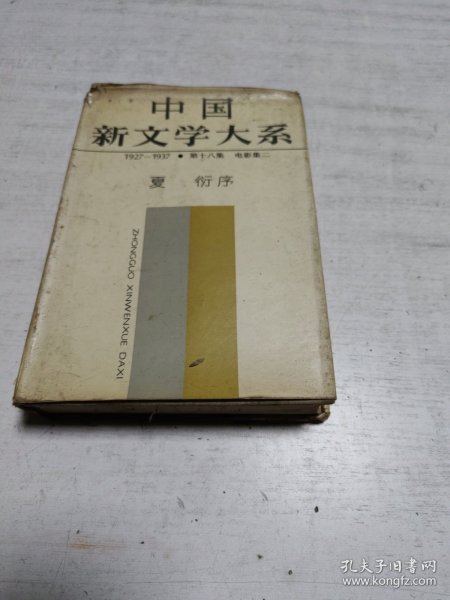 中国
新文学大系
1927—1937 ● 第十八集 电影集二
夏 衍序
ZHONGGUO XINWENXUE DAXI
孔夫子旧书网
www.kongfz.com